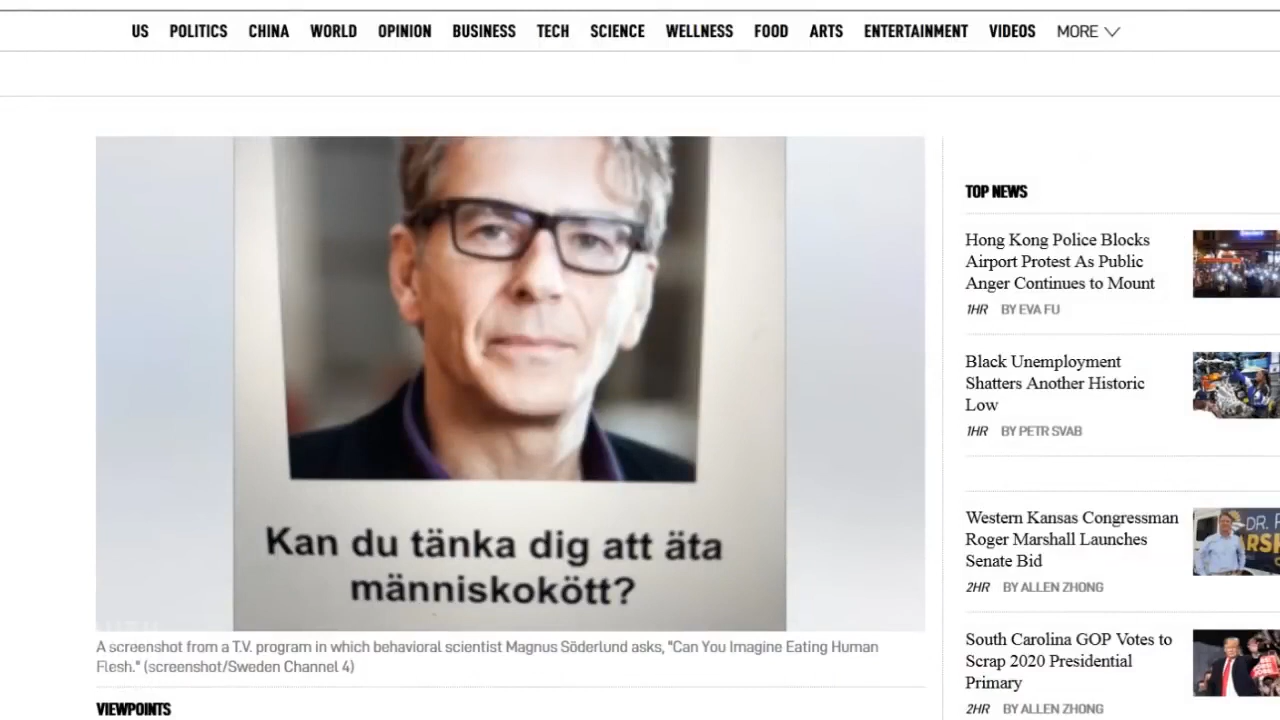 US POLITICS CHINA WORLD OPINION BUSINESS TECH SCIENCE WELLNESS FOOD ARTS ENTERTAINMENT VIDEOS MORE
Kan du tänka dig att äta
människokött?
A screenshot from a T.V. program in which behavioral scientist Magnus Söderlund asks, "Can You Imagine Eating Human
Flesh." (screenshot/Sweden Channel 4)
VIEWPOINTS
TOP NEWS
Hong Kong Police Blocks
Airport Protest As Public
Anger Continues to Mount
1HR BY EVA FU
Black Unemployment
Shatters Another Historic
Low
1HR BY PETR SVAB
Western Kansas Congressman
Roger Marshall Launches
Senate Bid
2HR BY ALLEN ZHONG
DR.
South Carolina GOP Votes to
Scrap 2020 Presidential
Primary
2HR BY ALLEN ZHONG